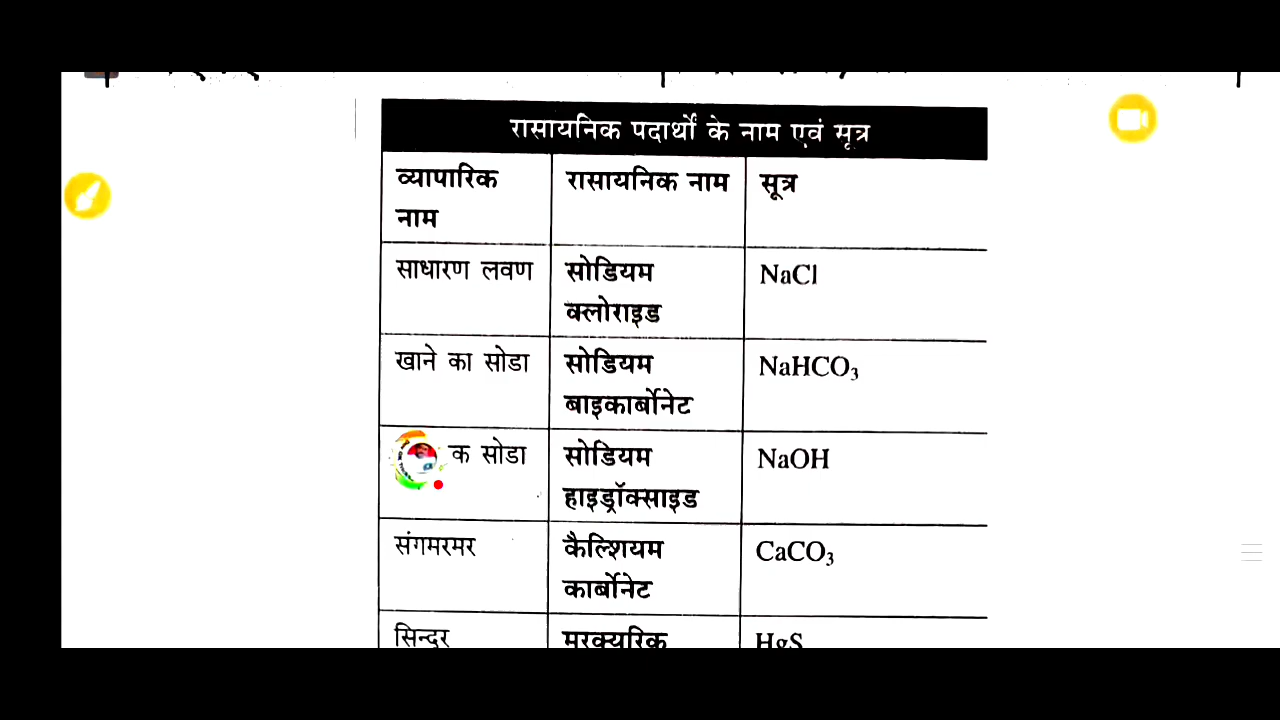 रासायनिक पदार्थों के नाम एवं सूत्र
व्यापारिक नाम रासायनिक नाम सूत्र
साधारण लवण सोडियम क्लोराइड NaCl
खाने का सोडा सोडियम बाइकार्बोनेट NaHCO₃
क सोडा सोडियम हाइड्रॉक्साइड NaOH
संगमरमर कैल्शियम कार्बोनेट CaCO₃
सिन्दूर मरक्यूरिक HgS